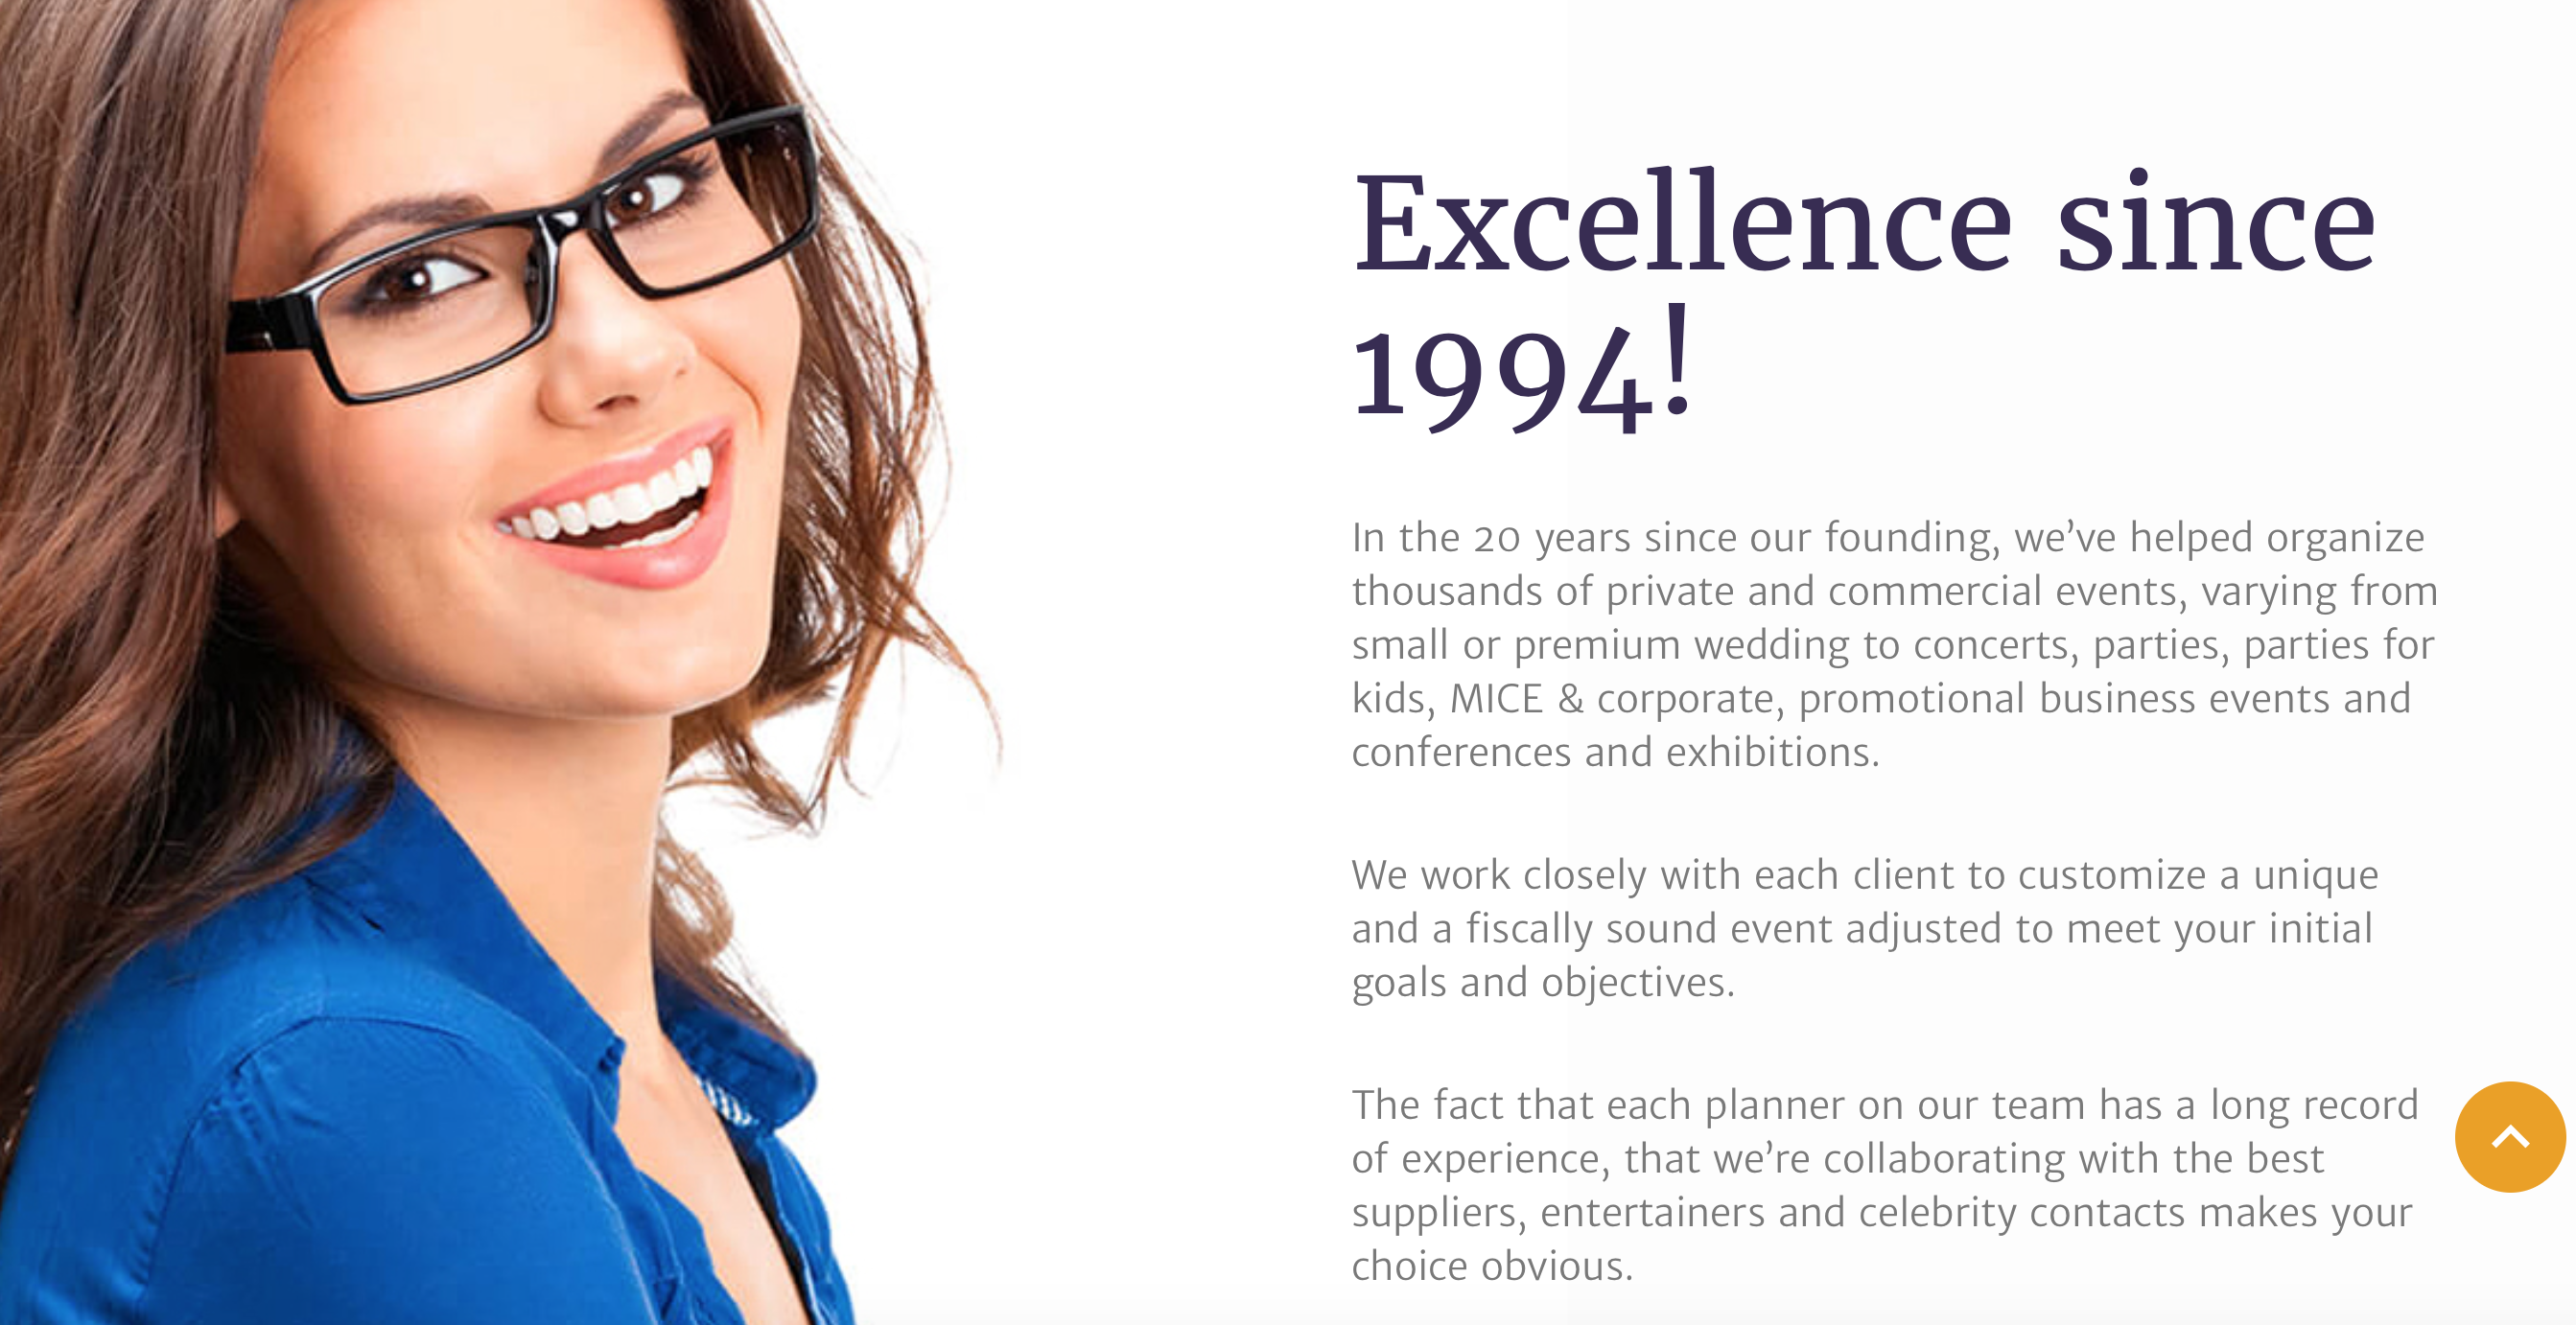 Excellence since
1994!
In the 20 years since our founding, we’ve helped organize
thousands of private and commercial events, varying from
small or premium wedding to concerts, parties, parties for
kids, MICE & corporate, promotional business events and
conferences and exhibitions.
We work closely with each client to customize a unique
and a fiscally sound event adjusted to meet your initial
goals and objectives.
The fact that each planner on our team has a long record
of experience, that we’re collaborating with the best
suppliers, entertainers and celebrity contacts makes your
choice obvious.